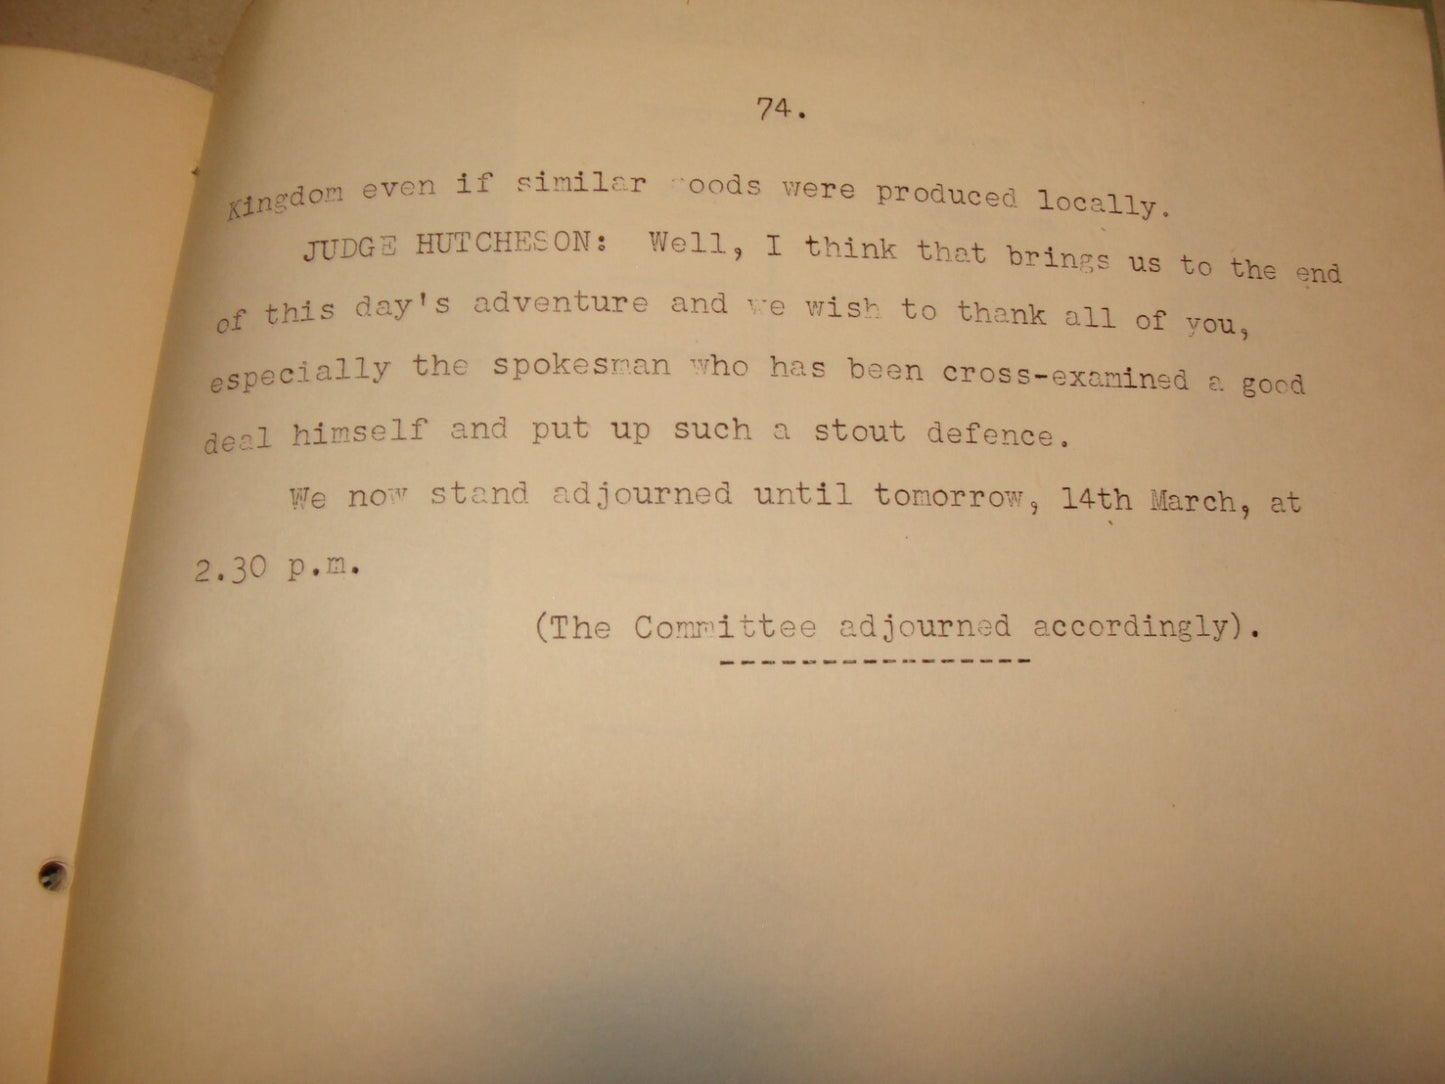 74.
Kingdom even if similar goods were produced locally.
JUDGE HUTCHESON: Well, I think that brings us to the end
of this day's adventure and we wish to thank all of you,
especially the spokesman who has been cross-examined a good
deal himself and put up such a stout defence.
We now stand adjourned until tomorrow, 14th March, at
2.30 p.m.
(The Committee adjourned accordingly).
----------------